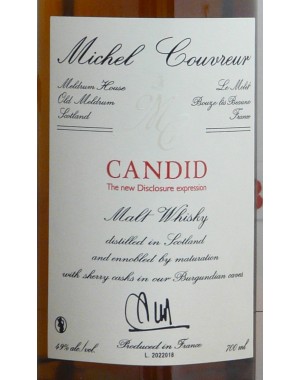 Michel Couvreur
Meldrum House
Old Meldrum
Scotland
Le Melit
Bouze lès Beaune
France
CANDID
The new Disclosure expression
Malt Whisky
distilled in Scotland
and ennobled by maturation
with sherry casks in our Burgundian caves
49% alc./vol.
Produced in France
700 ml
L. 2022018